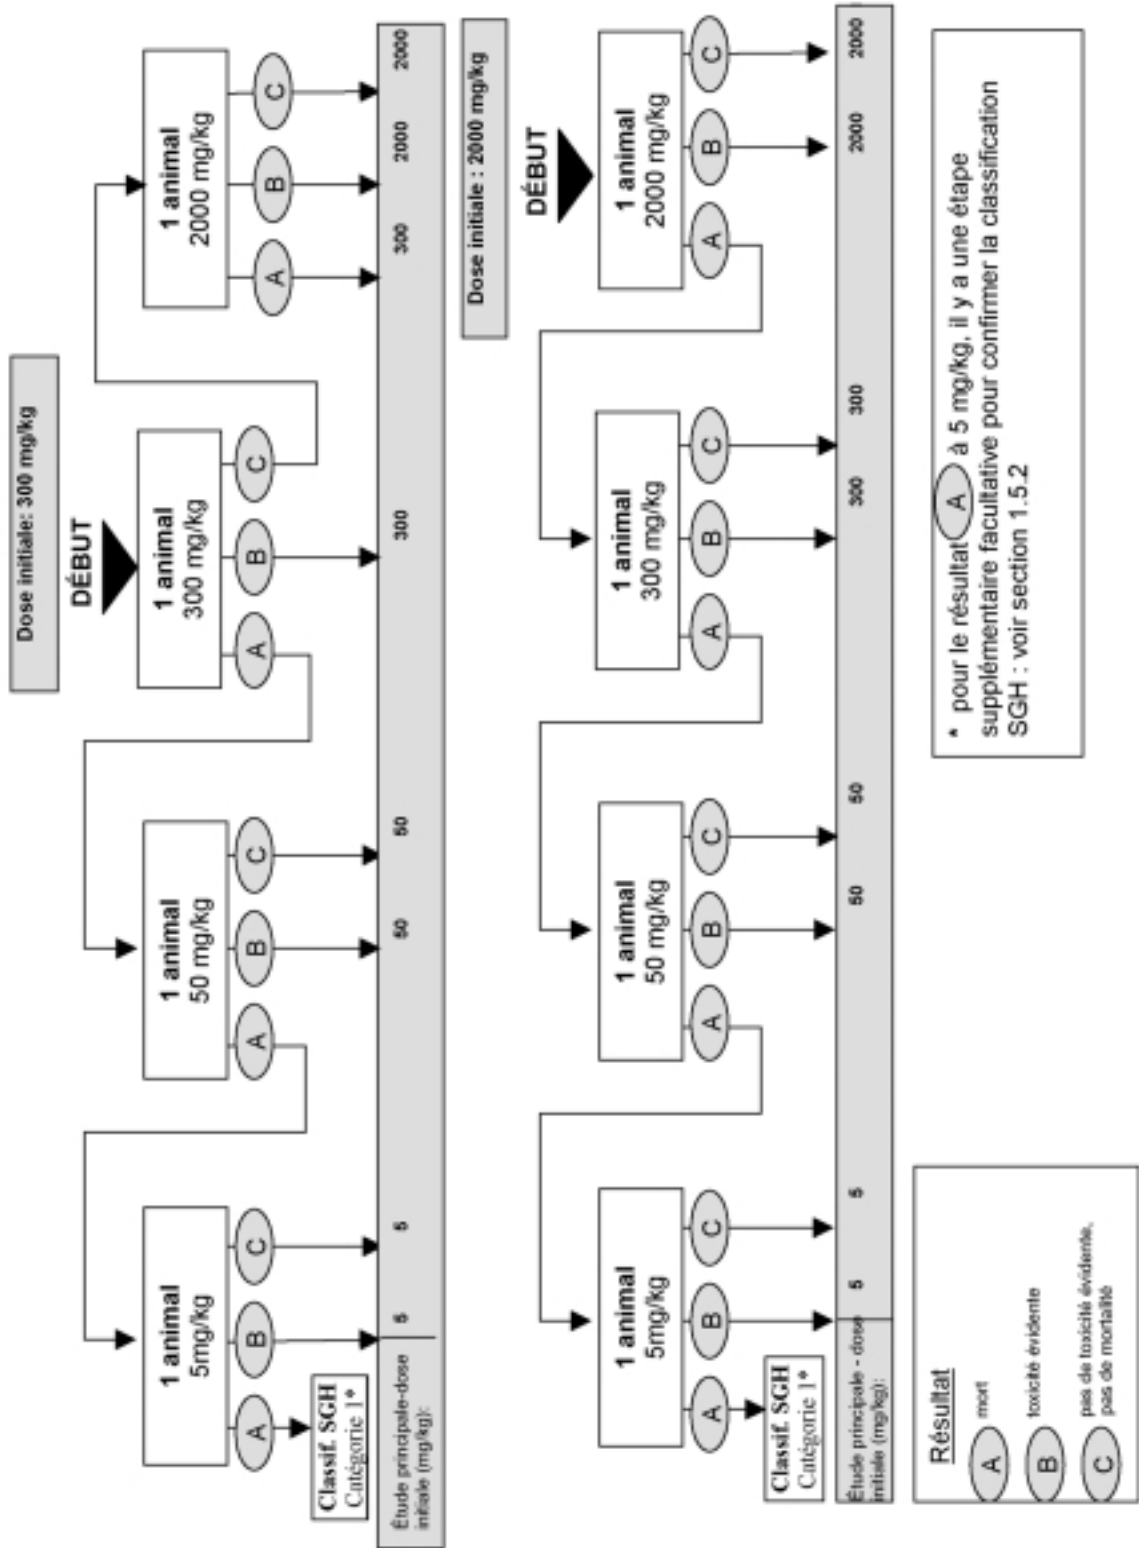 Dose initiale: 300 mg/kg
DÉBUT
1 animal
5mg/kg
1 animal
50 mg/kg
1 animal
300 mg/kg
1 animal
2000 mg/kg
A B C
A B C
A B C
A B C
Classif. SGH
Catégorie 1*
Étude principale-dose
initiale (mg/kg):
5 5 50 50 300 300 2000 2000
Dose initiale : 2000 mg/kg
DÉBUT
1 animal
5mg/kg
1 animal
50 mg/kg
1 animal
300 mg/kg
1 animal
2000 mg/kg
A B C
A B C
A B C
A B C
Classif. SGH
Catégorie 1*
Étude principale - dose
initiale (mg/kg):
5 5 50 50 300 300 2000 2000
Résultat
A mort
B toxicité évidente
C pas de toxicité évidente,
pas de mortalité
* pour le résultat A à 5 mg/kg, il y a une étape
supplémentaire facultative pour confirmer la classification
SGH : voir section 1.5.2